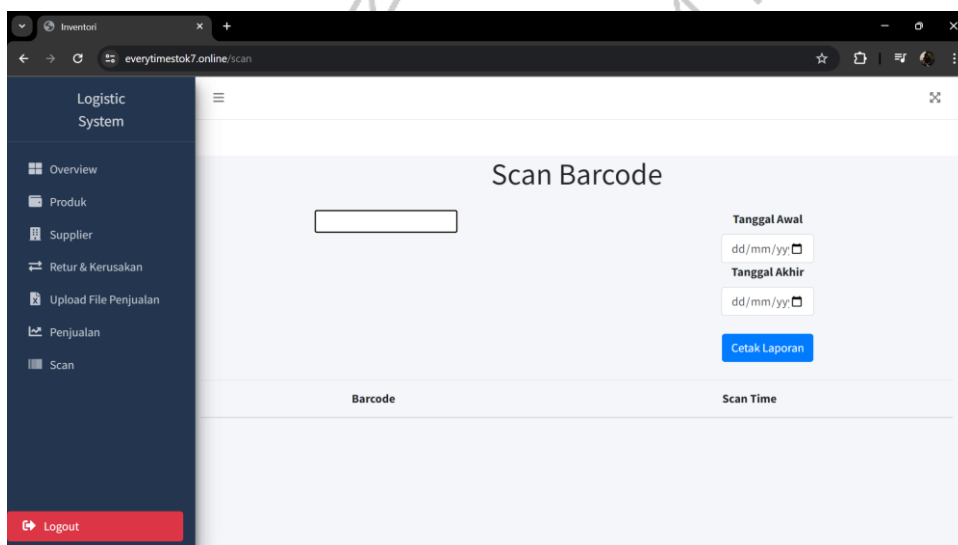 Inventori
everytimestok7.online/scan
Logistic
System
Overview
Produk
Supplier
Retur & Kerusakan
Upload File Penjualan
Penjualan
Scan
Logout
Scan Barcode
Tanggal Awal
dd/mm/yy
Tanggal Akhir
dd/mm/yy
Cetak Laporan
Barcode Scan Time